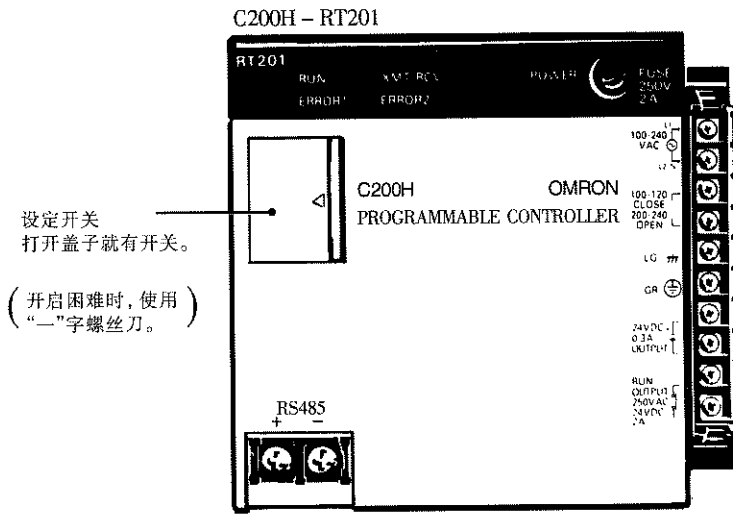 C200H – RT201
RT201
RUN XMT RCV POWER FUSE
250V
2A
ERROR1 ERROR2
L1
100-240
VAC
L2 N
C200H OMRON
PROGRAMMABLE CONTROLLER
100-120
CLOSE
200-240
OPEN
设定开关
打开盖子就有开关。
开启困难时，使用
“一”字螺丝刀。
LG
GR
24VDC +
0.3A
OUTPUT −
RUN
OUTPUT
250VAC
24VDC
2A
RS485
+ −